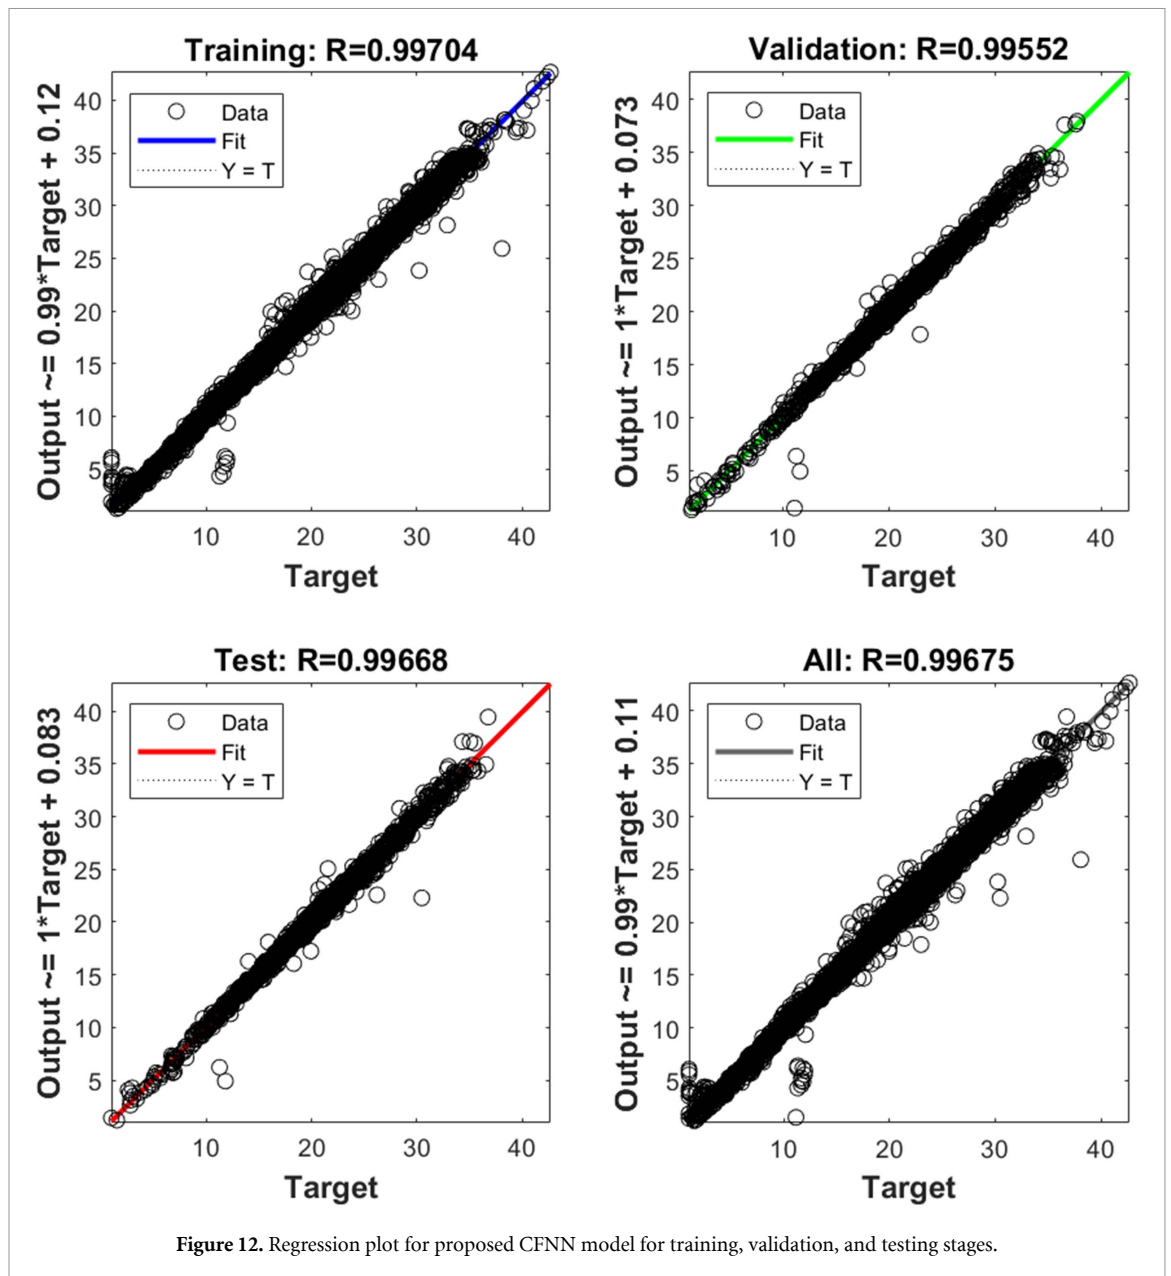 Training: R=0.99704
Output ~= 0.99*Target + 0.12
40
35
30
25
20
15
10
5
Data
Fit
Y = T
10 20 30 40
Target
Validation: R=0.99552
Output ~= 1*Target + 0.073
40
35
30
25
20
15
10
5
Data
Fit
Y = T
10 20 30 40
Target
Test: R=0.99668
Output ~= 1*Target + 0.083
40
35
30
25
20
15
10
5
Data
Fit
Y = T
10 20 30 40
Target
All: R=0.99675
Output ~= 0.99*Target + 0.11
40
35
30
25
20
15
10
5
Data
Fit
Y = T
10 20 30 40
Target
Figure 12. Regression plot for proposed CFNN model for training, validation, and testing stages.